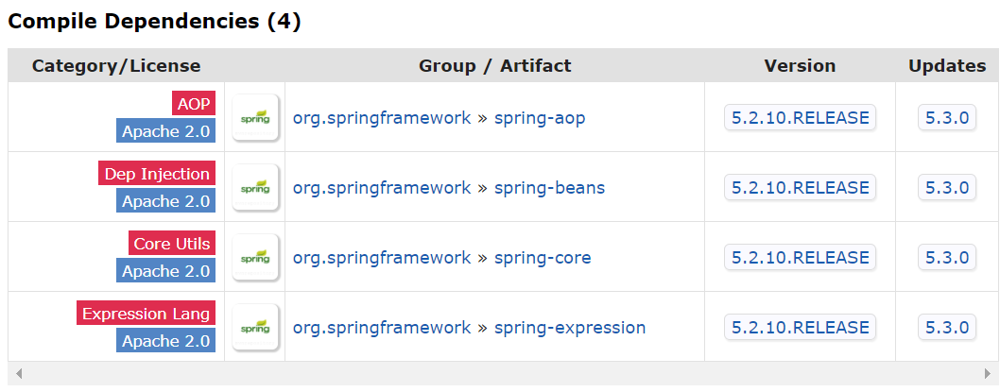 Compile Dependencies (4)
Category/License Group / Artifact Version Updates
AOP
Apache 2.0
spring
org.springframework » spring-aop 5.2.10.RELEASE 5.3.0
Dep Injection
Apache 2.0
spring
org.springframework » spring-beans 5.2.10.RELEASE 5.3.0
Core Utils
Apache 2.0
spring
org.springframework » spring-core 5.2.10.RELEASE 5.3.0
Expression Lang
Apache 2.0
spring
org.springframework » spring-expression 5.2.10.RELEASE 5.3.0